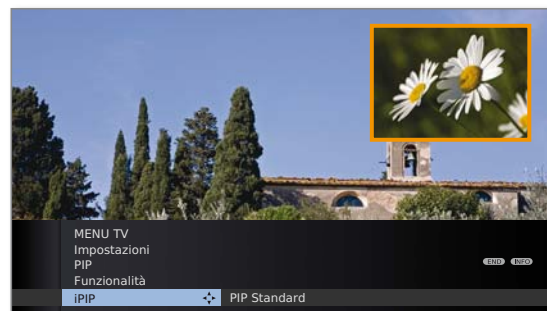 MENU TV
Impostazioni
PIP
END INFO
Funzionalità
iPIP PIP Standard